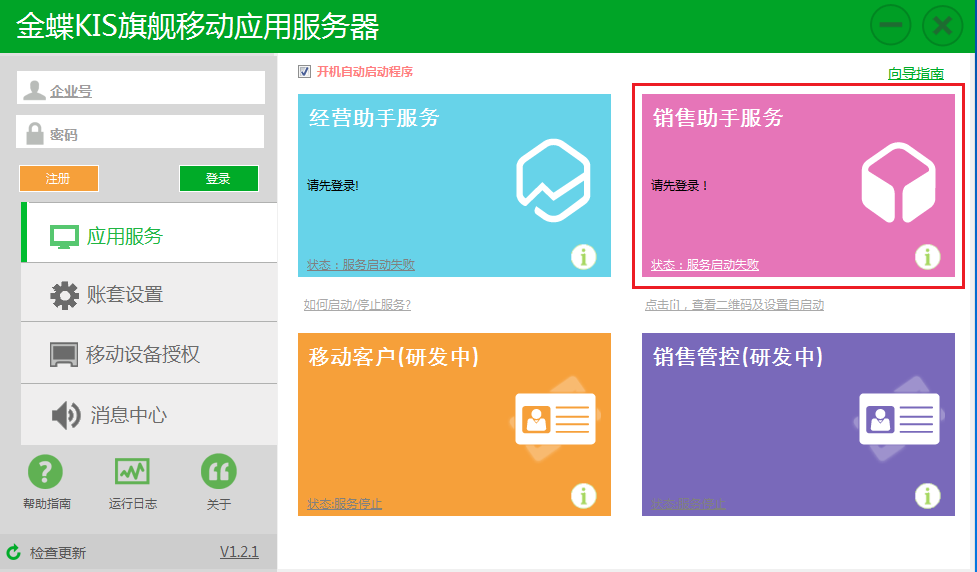 金蝶KIS旗舰移动应用服务器
企业号
密码
注册
登录
应用服务
账套设置
移动设备授权
消息中心
帮助指南
运行日志
关于
检查更新
V1.2.1
开机自动启动程序
向导指南
经营助手服务
请先登录!
状态：服务启动失败
销售助手服务
请先登录！
状态：服务启动失败
如何启动/停止服务?
点击[i]，查看二维码及设置自启动
移动客户(研发中)
状态:服务停止
销售管控(研发中)
状态:服务停止